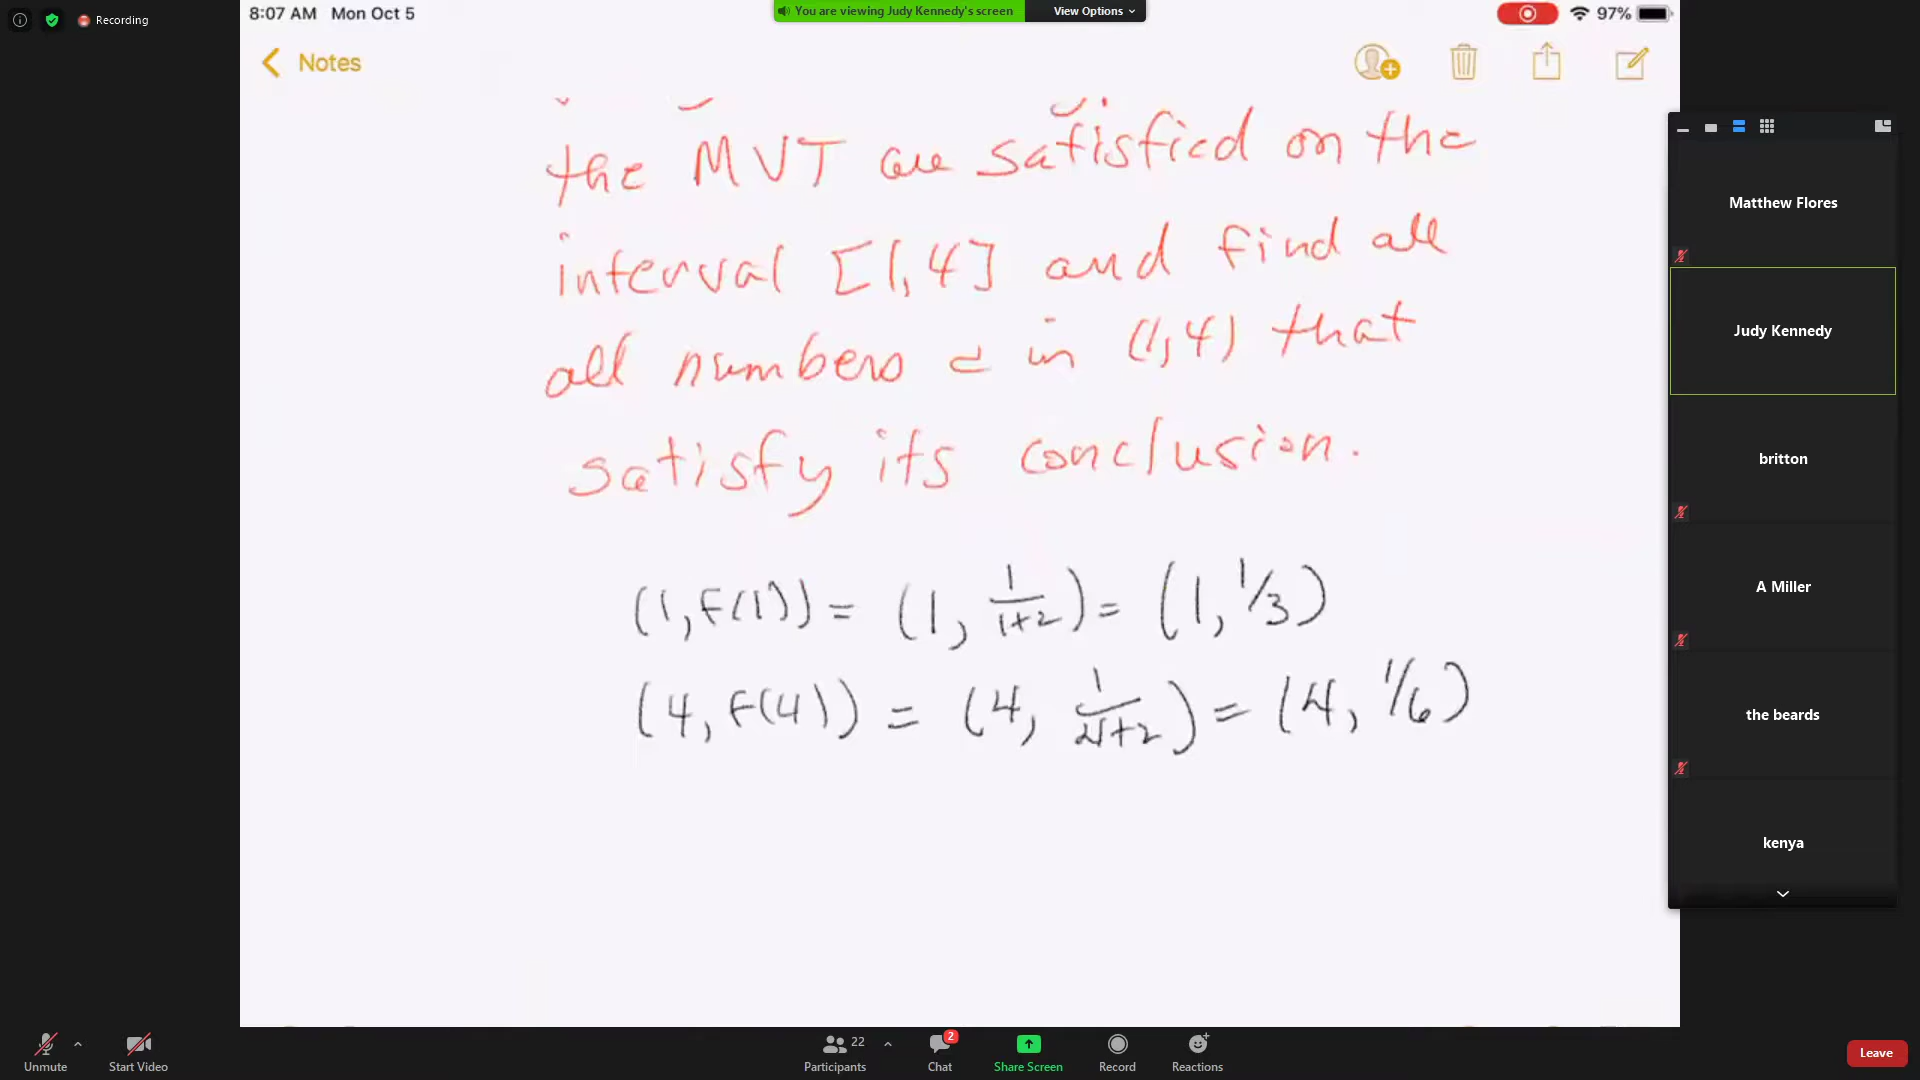 Recording
8:07 AM Mon Oct 5
You are viewing Judy Kennedy's screen
View Options
97%
Notes
the MVT are satisfied on the
interval [1,4] and find all
all numbers c in (1,4) that
satisfy its conclusion.
(1,f(1)) = (1, 1/(1+2)) = (1, 1/3)
(4,f(4)) = (4, 1/(4+2)) = (4, 1/6)
Matthew Flores
Judy Kennedy
britton
A Miller
the beards
kenya
Unmute
Start Video
22
Participants
2
Chat
Share Screen
Record
Reactions
Leave